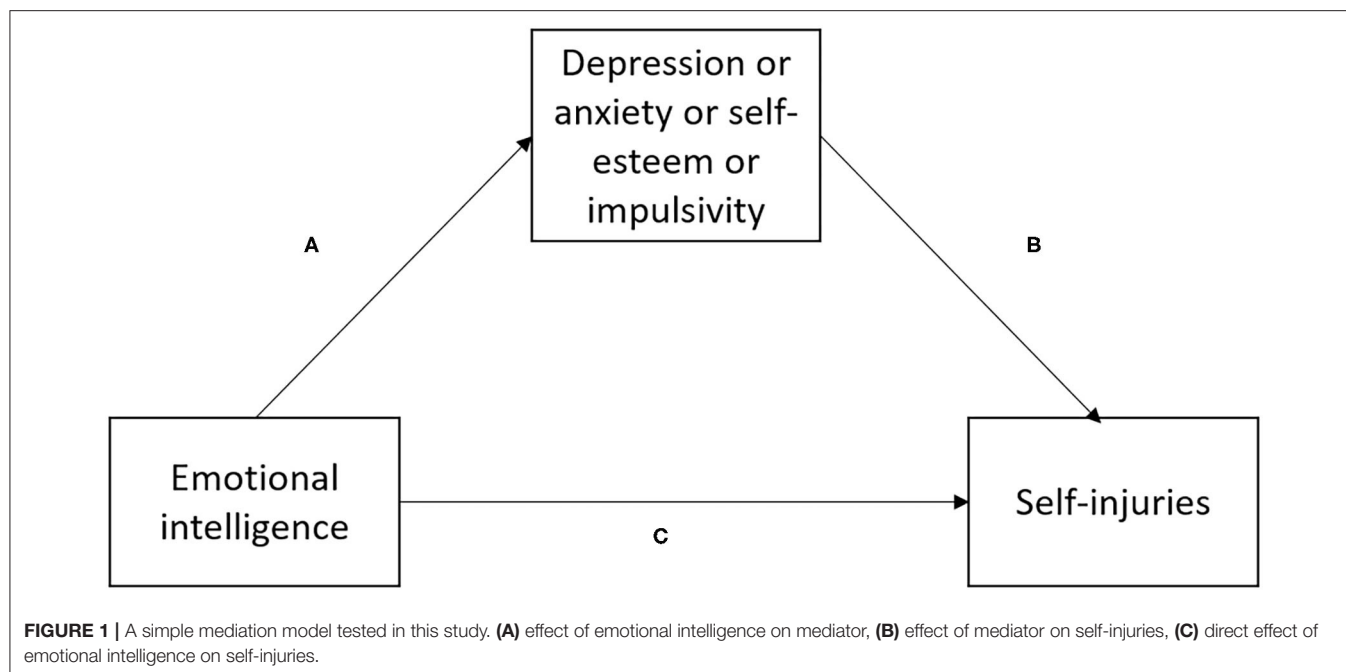 Depression or
anxiety or self-
esteem or
impulsivity
A
B
Emotional
intelligence
Self-injuries
C
FIGURE 1 | A simple mediation model tested in this study. (A) effect of emotional intelligence on mediator, (B) effect of mediator on self-injuries, (C) direct effect of
emotional intelligence on self-injuries.